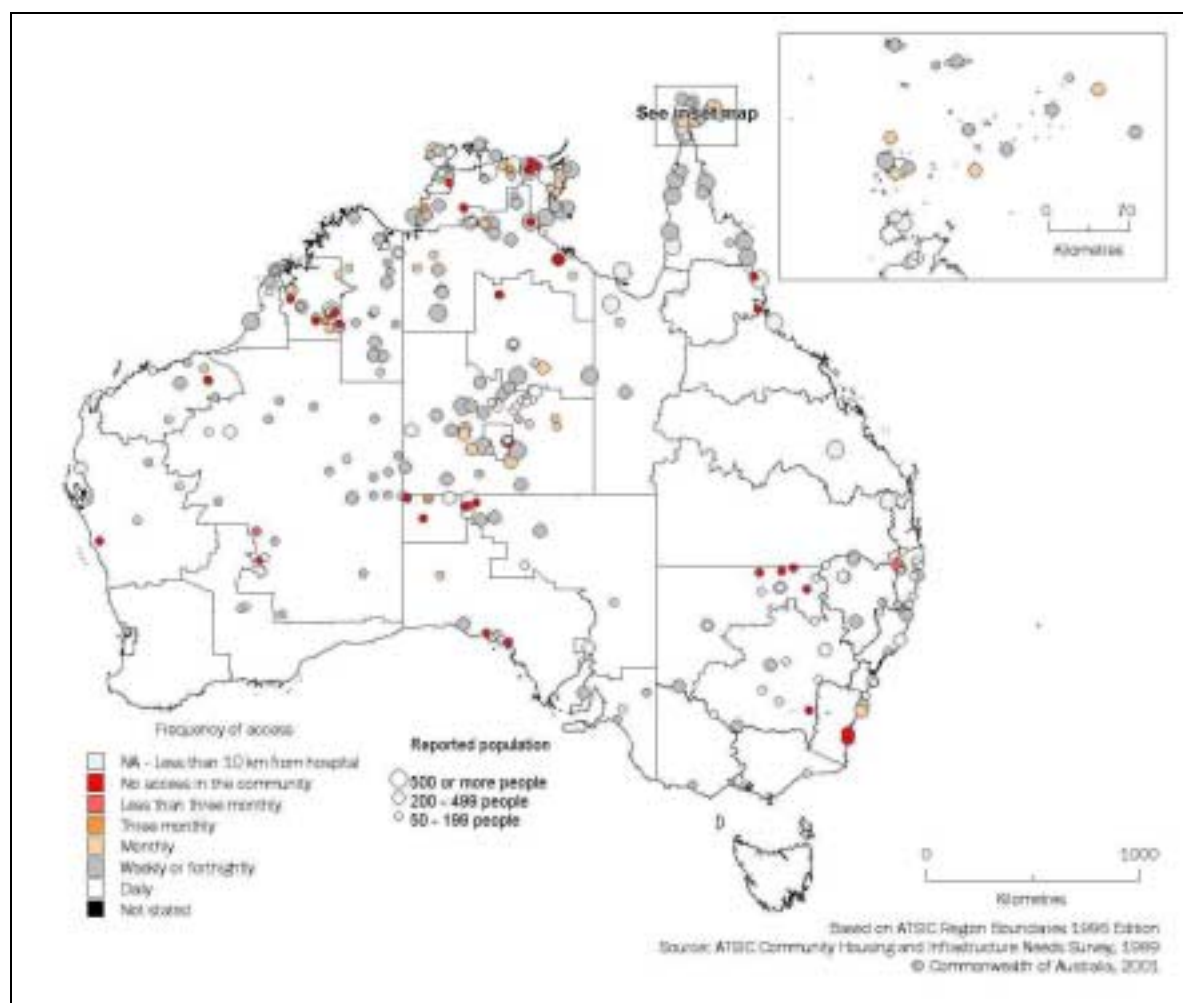 See inset map
0 70
Kilometres
Frequency of access
NA - Less than 10 km from hospital
No access in the community
Less than three monthly
Three monthly
Monthly
Weekly or fortnightly
Daily
Not stated
Reported population
500 or more people
200 - 499 people
50 - 199 people
0 1000
Kilometres
Based on ATSIC Region Boundaries 1996 Edition
Source: ATSIC Community Housing and Infrastructure Needs Survey, 1999
© Commonwealth of Australia, 2001